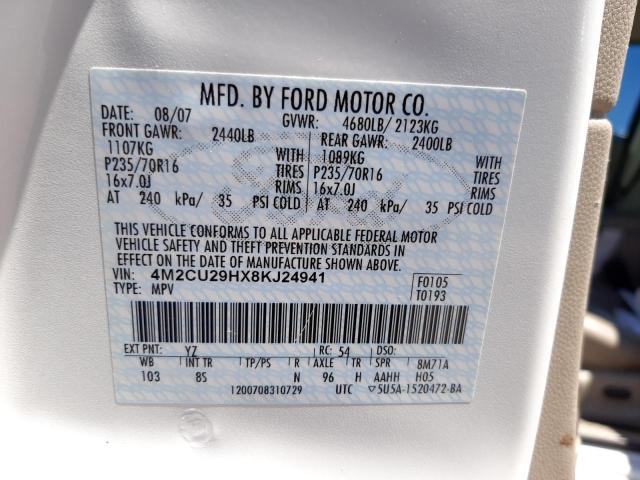 MFD. BY FORD MOTOR CO.
DATE: 08/07 GVWR: 4680LB/ 2123KG
FRONT GAWR: 2440LB REAR GAWR: 2400LB
1107KG WITH 1089KG WITH
P235/70R16 TIRES P235/70R16 TIRES
16x7.0J RIMS 16x7.0J RIMS
AT 240 kPa/ 35 PSI COLD AT 240 kPa/ 35 PSI COLD
THIS VEHICLE CONFORMS TO ALL APPLICABLE FEDERAL MOTOR
VEHICLE SAFETY AND THEFT PREVENTION STANDARDS IN
EFFECT ON THE DATE OF MANUFACTURE SHOWN ABOVE.
VIN: 4M2CU29HX8KJ24941 F0105
TYPE: MPV T0193
EXT PNT: YZ RC: 54 DSO:
WB INT TR TP/PS R AXLE TR SPR 8M71A
103 8S N 96 H AAHH H05
1200708310729 UTC ▽5U5A-1520472-BA